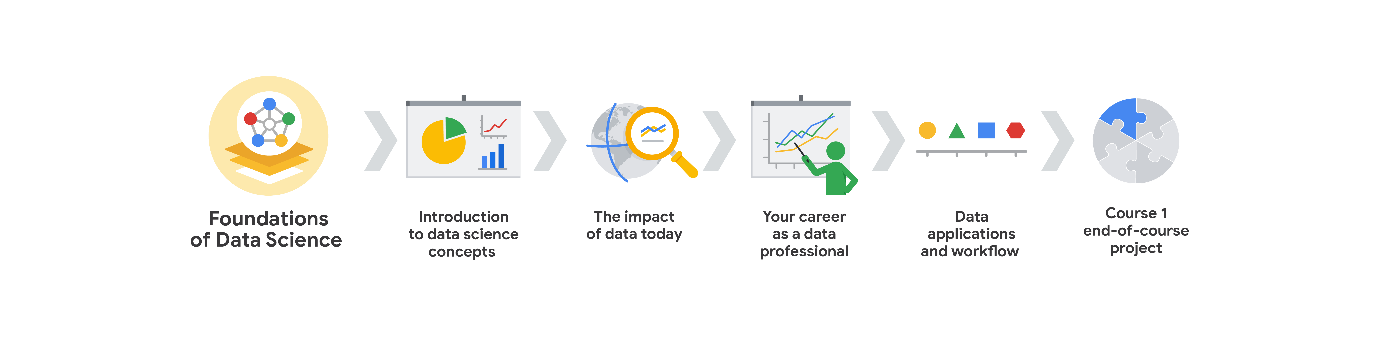 Foundations
of Data Science
Introduction
to data science
concepts
The impact
of data today
Your career
as a data
professional
Data
applications
and workflow
Course 1
end-of-course
project